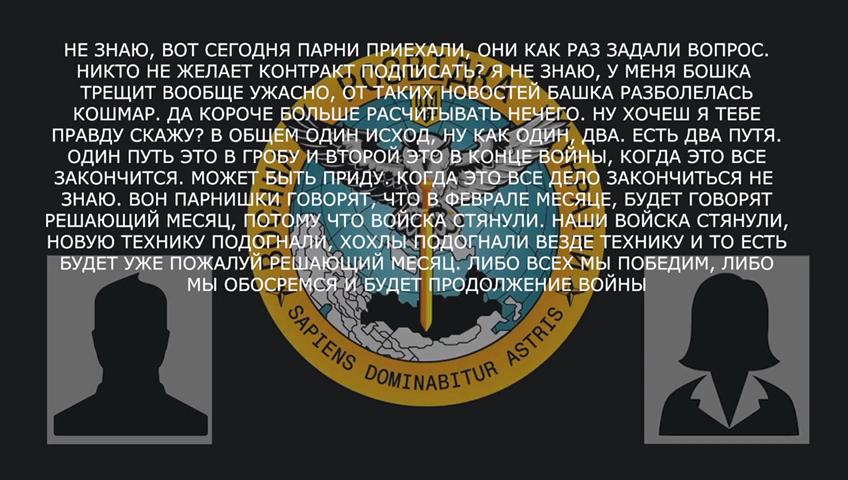 НЕ ЗНАЮ, ВОТ СЕГОДНЯ ПАРНИ ПРИЕХАЛИ, ОНИ КАК РАЗ ЗАДАЛИ ВОПРОС.
НИКТО НЕ ЖЕЛАЕТ КОНТРАКТ ПОДПИСАТЬ? Я НЕ ЗНАЮ, У МЕНЯ БОШКА
ТРЕЩИТ ВООБЩЕ УЖАСНО, ОТ ТАКИХ НОВОСТЕЙ БАШКА РАЗБОЛЕЛАСЬ
КОШМАР. ДА КОРОЧЕ БОЛЬШЕ РАСЧИТЫВАТЬ НЕЧЕГО. НУ ХОЧЕШ Я ТЕБЕ
ПРАВДУ СКАЖУ? В ОБЩЕМ ОДИН ИСХОД, НУ КАК ОДИН, ДВА. ЕСТЬ ДВА ПУТЯ.
ОДИН ПУТЬ ЭТО В ГРОБУ И ВТОРОЙ ЭТО В КОНЦЕ ВОЙНЫ, КОГДА ЭТО ВСЕ
ЗАКОНЧИТСЯ. МОЖЕТ БЫТЬ ПРИДУ, КОГДА ЭТО ВСЕ ДЕЛО ЗАКОНЧИТЬСЯ НЕ
ЗНАЮ. ВОН ПАРНИШКИ ГОВОРЯТ, ЧТО В ФЕВРАЛЕ МЕСЯЦЕ, БУДЕТ ГОВОРЯТ
РЕШАЮЩИЙ МЕСЯЦ, ПОТОМУ ЧТО ВОЙСКА СТЯНУЛИ. НАШИ ВОЙСКА СТЯНУЛИ,
НОВУЮ ТЕХНИКУ ПОДОГНАЛИ, ХОХЛЫ ПОДОГНАЛИ ВЕЗДЕ ТЕХНИКУ И ТО ЕСТЬ
БУДЕТ УЖЕ ПОЖАЛУЙ РЕШАЮЩИЙ МЕСЯЦ. ЛИБО ВСЕХ МЫ ПОБЕДИМ, ЛИБО
МЫ ОБОСРЕМСЯ И БУДЕТ ПРОДОЛЖЕНИЕ ВОЙНЫ
SAPIENS DOMINABITUR ASTRIS